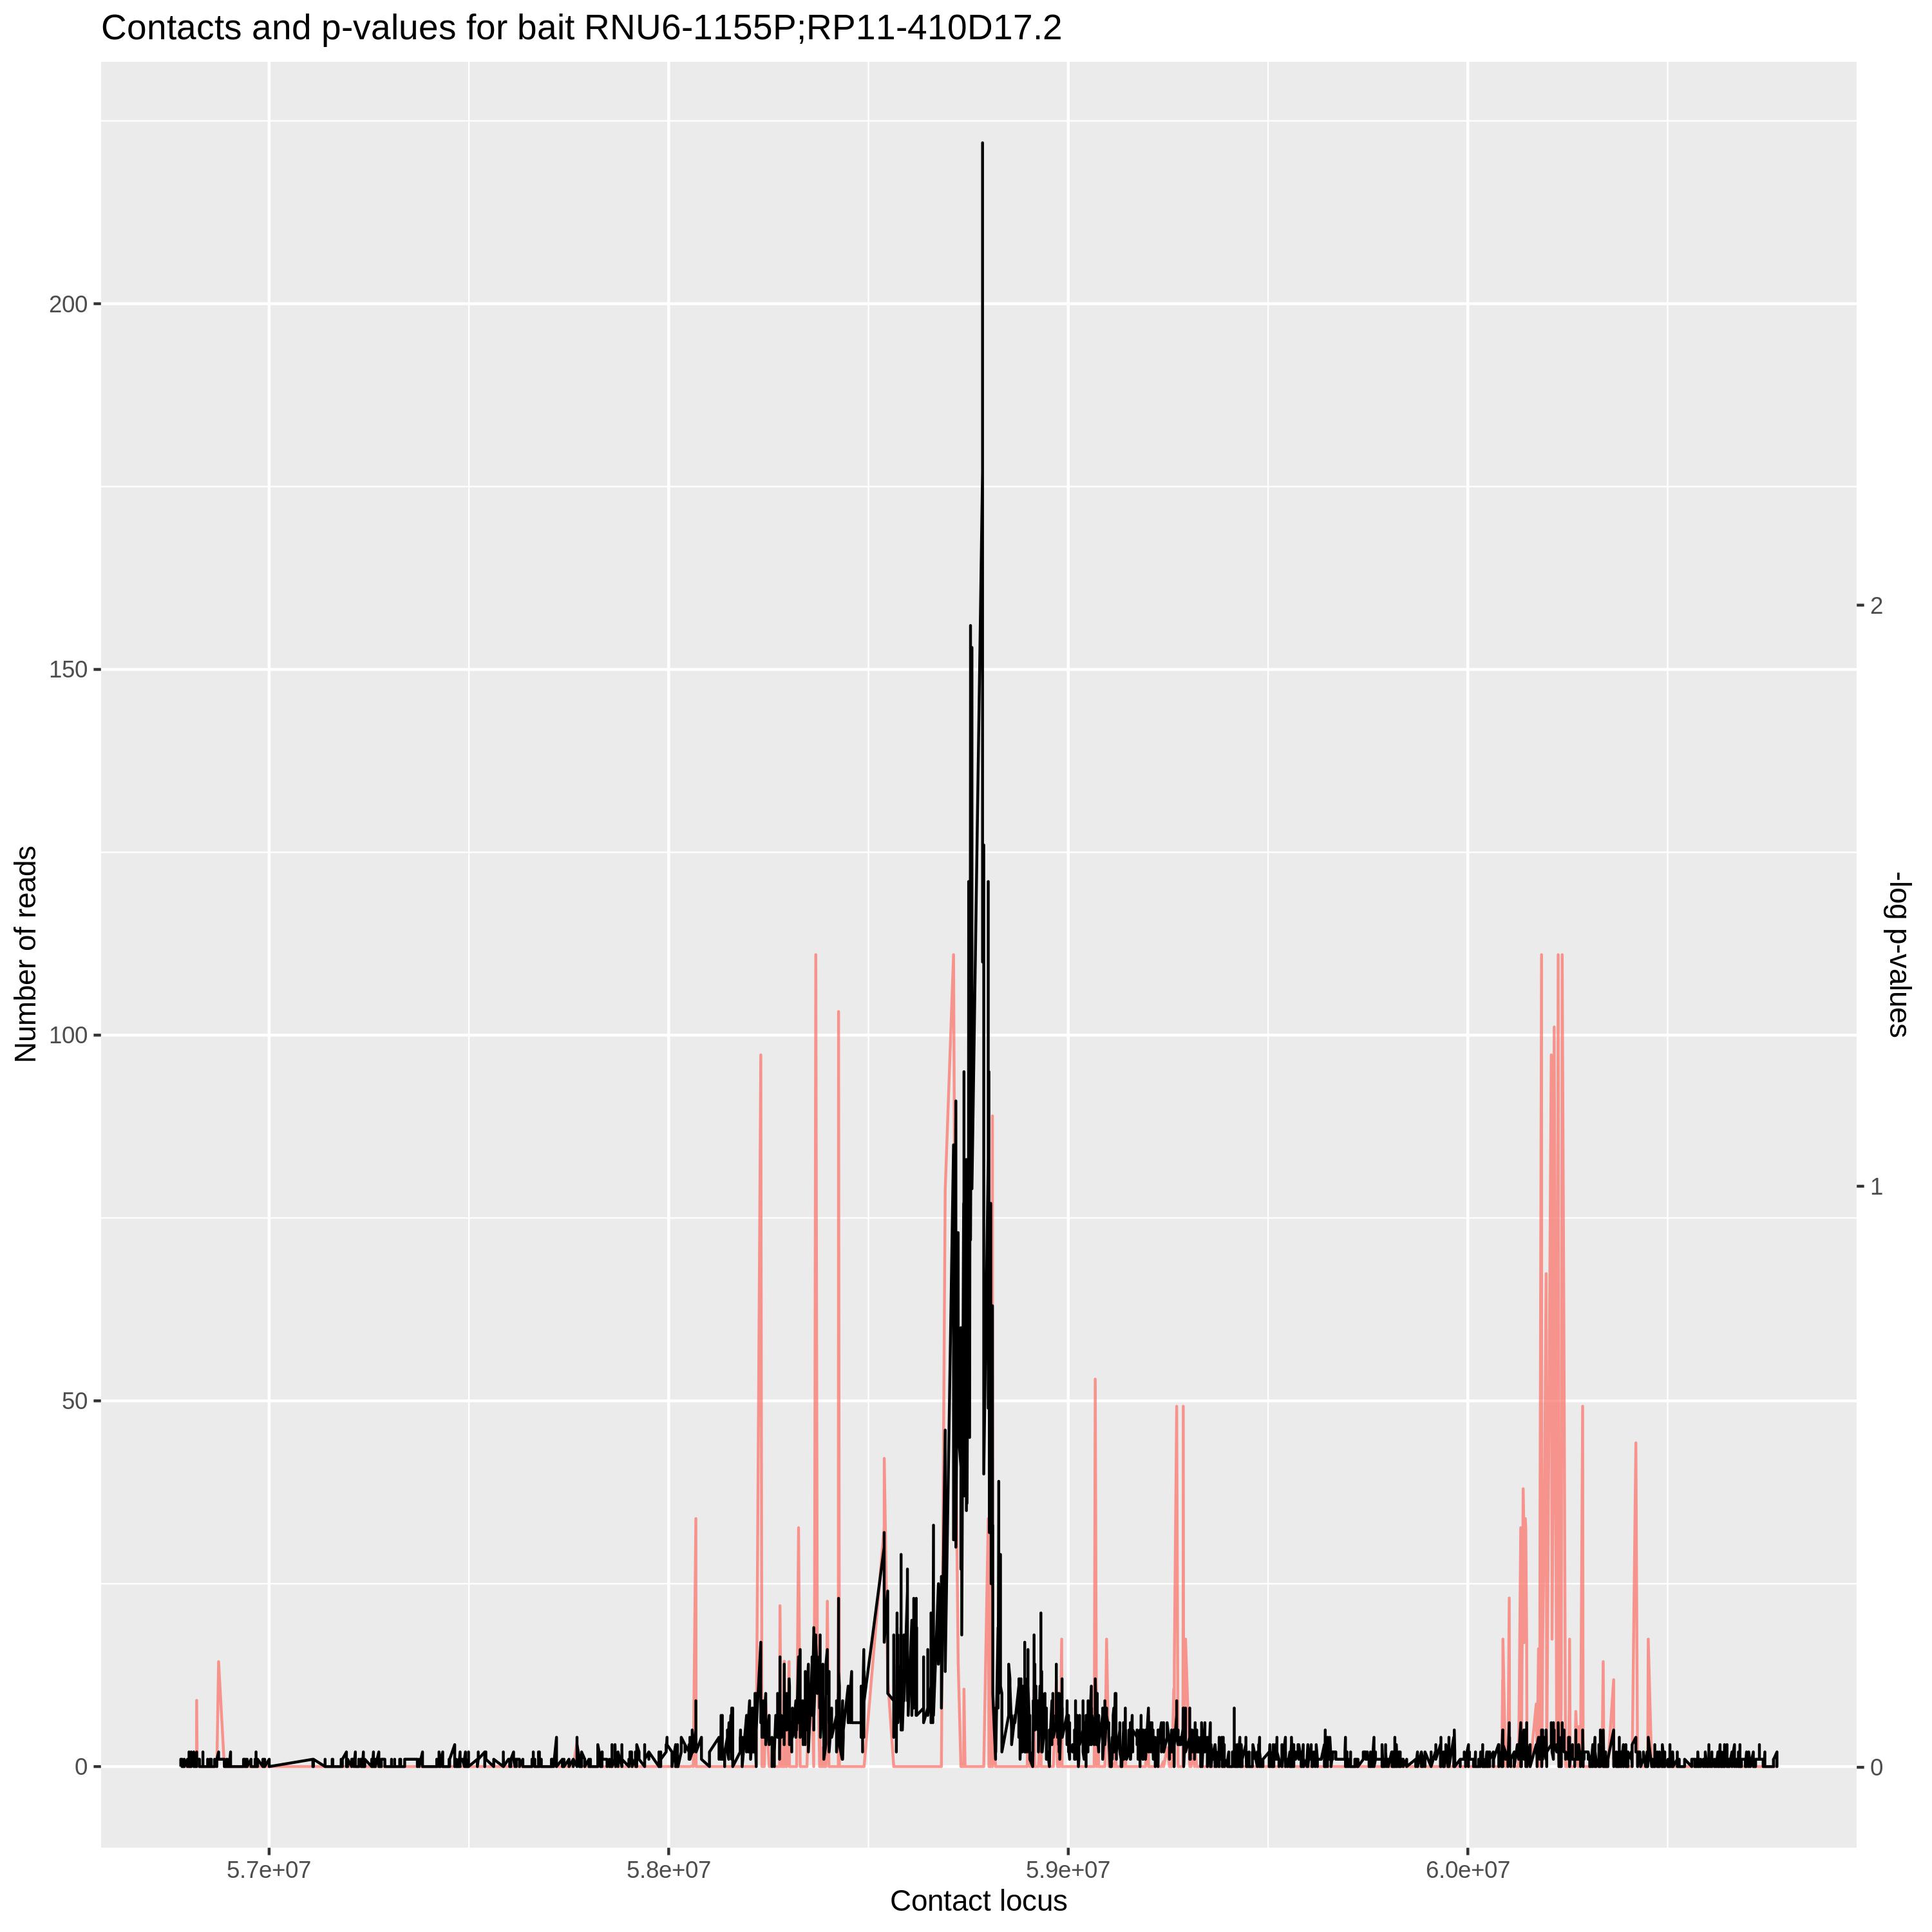 Contacts and p-values for bait RNU6-1155P;RP11-410D17.2
200
150
100
50
0
Number of reads
2
1
0
-log p-values
5.7e+07
5.8e+07
5.9e+07
6.0e+07
Contact locus